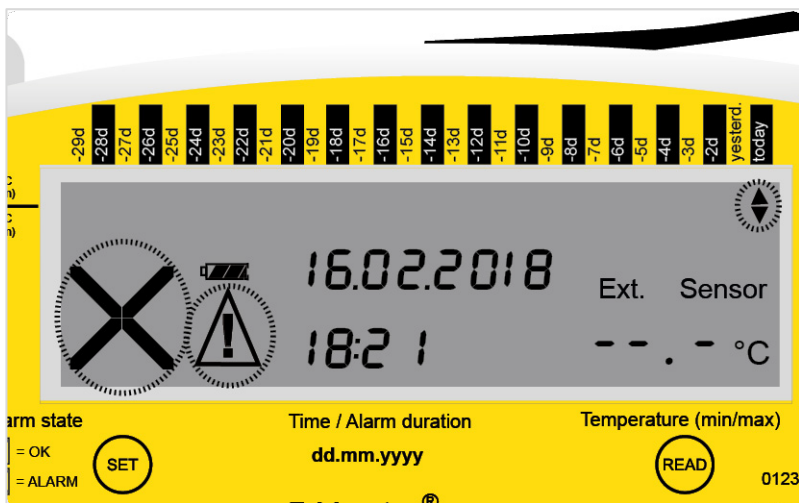 -29d -28d -27d -26d -25d -24d -23d -22d -21d -20d -19d -18d -17d -16d -15d -14d -13d -12d -11d -10d -9d -8d -7d -6d -5d -4d -3d -2d yesterd. today
16.02.2018
Ext. Sensor
18:21
--.- °C
arm state
Time / Alarm duration
Temperature (min/max)
= OK
SET
dd.mm.yyyy
READ
= ALARM
0123